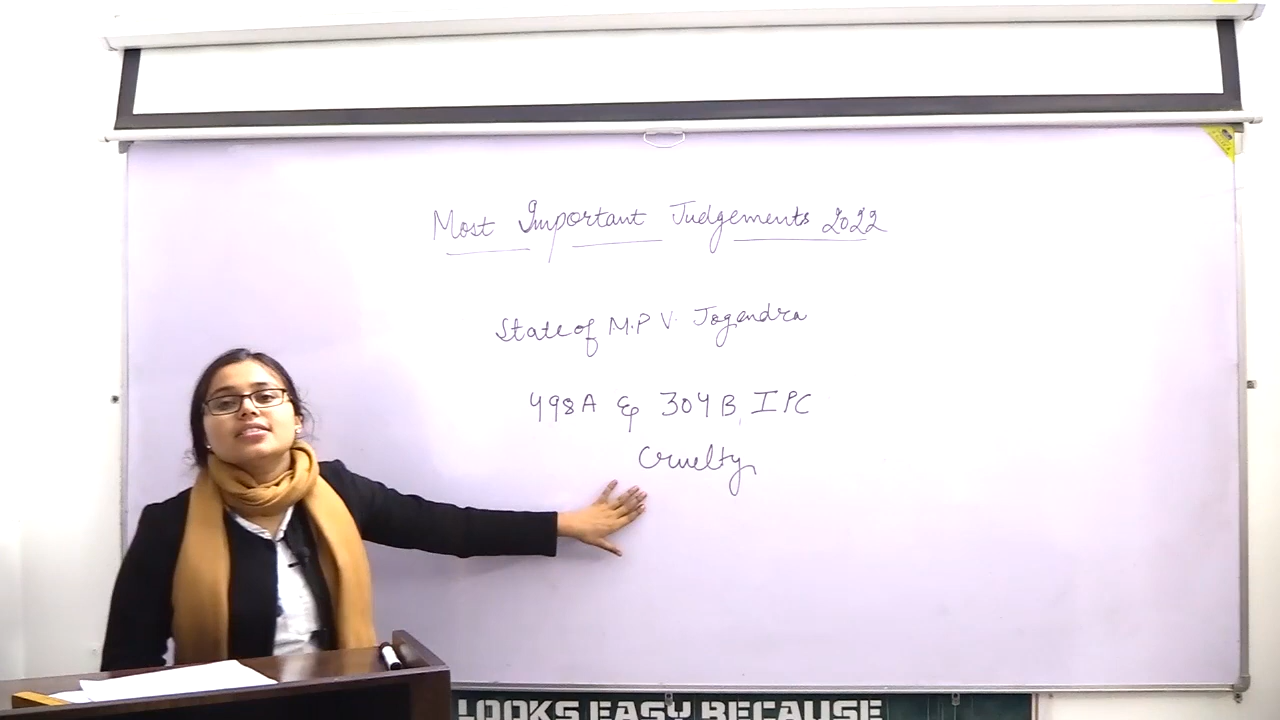 Most Important Judgements 2022
State of M.P V. Jogendra
498A & 304B, IPC
Cruelty
LOOKS EASY BECAUSE